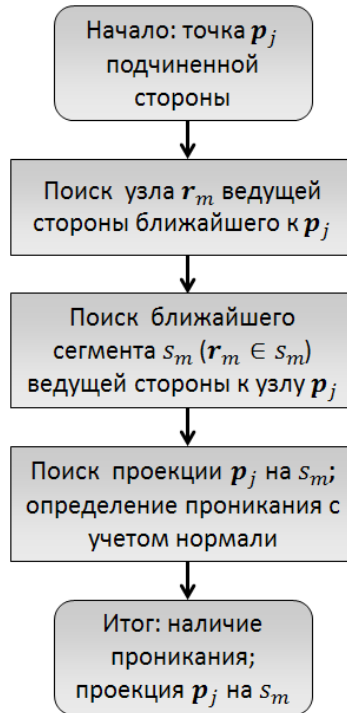 Начало: точка p_j
подчиненной
стороны
Поиск узла r_m ведущей
стороны ближайшего к p_j
Поиск ближайшего
сегмента s_m (r_m ∈ s_m)
ведущей стороны к узлу p_j
Поиск проекции p_j на s_m;
определение проникания с
учетом нормали
Итог: наличие
проникания;
проекция p_j на s_m